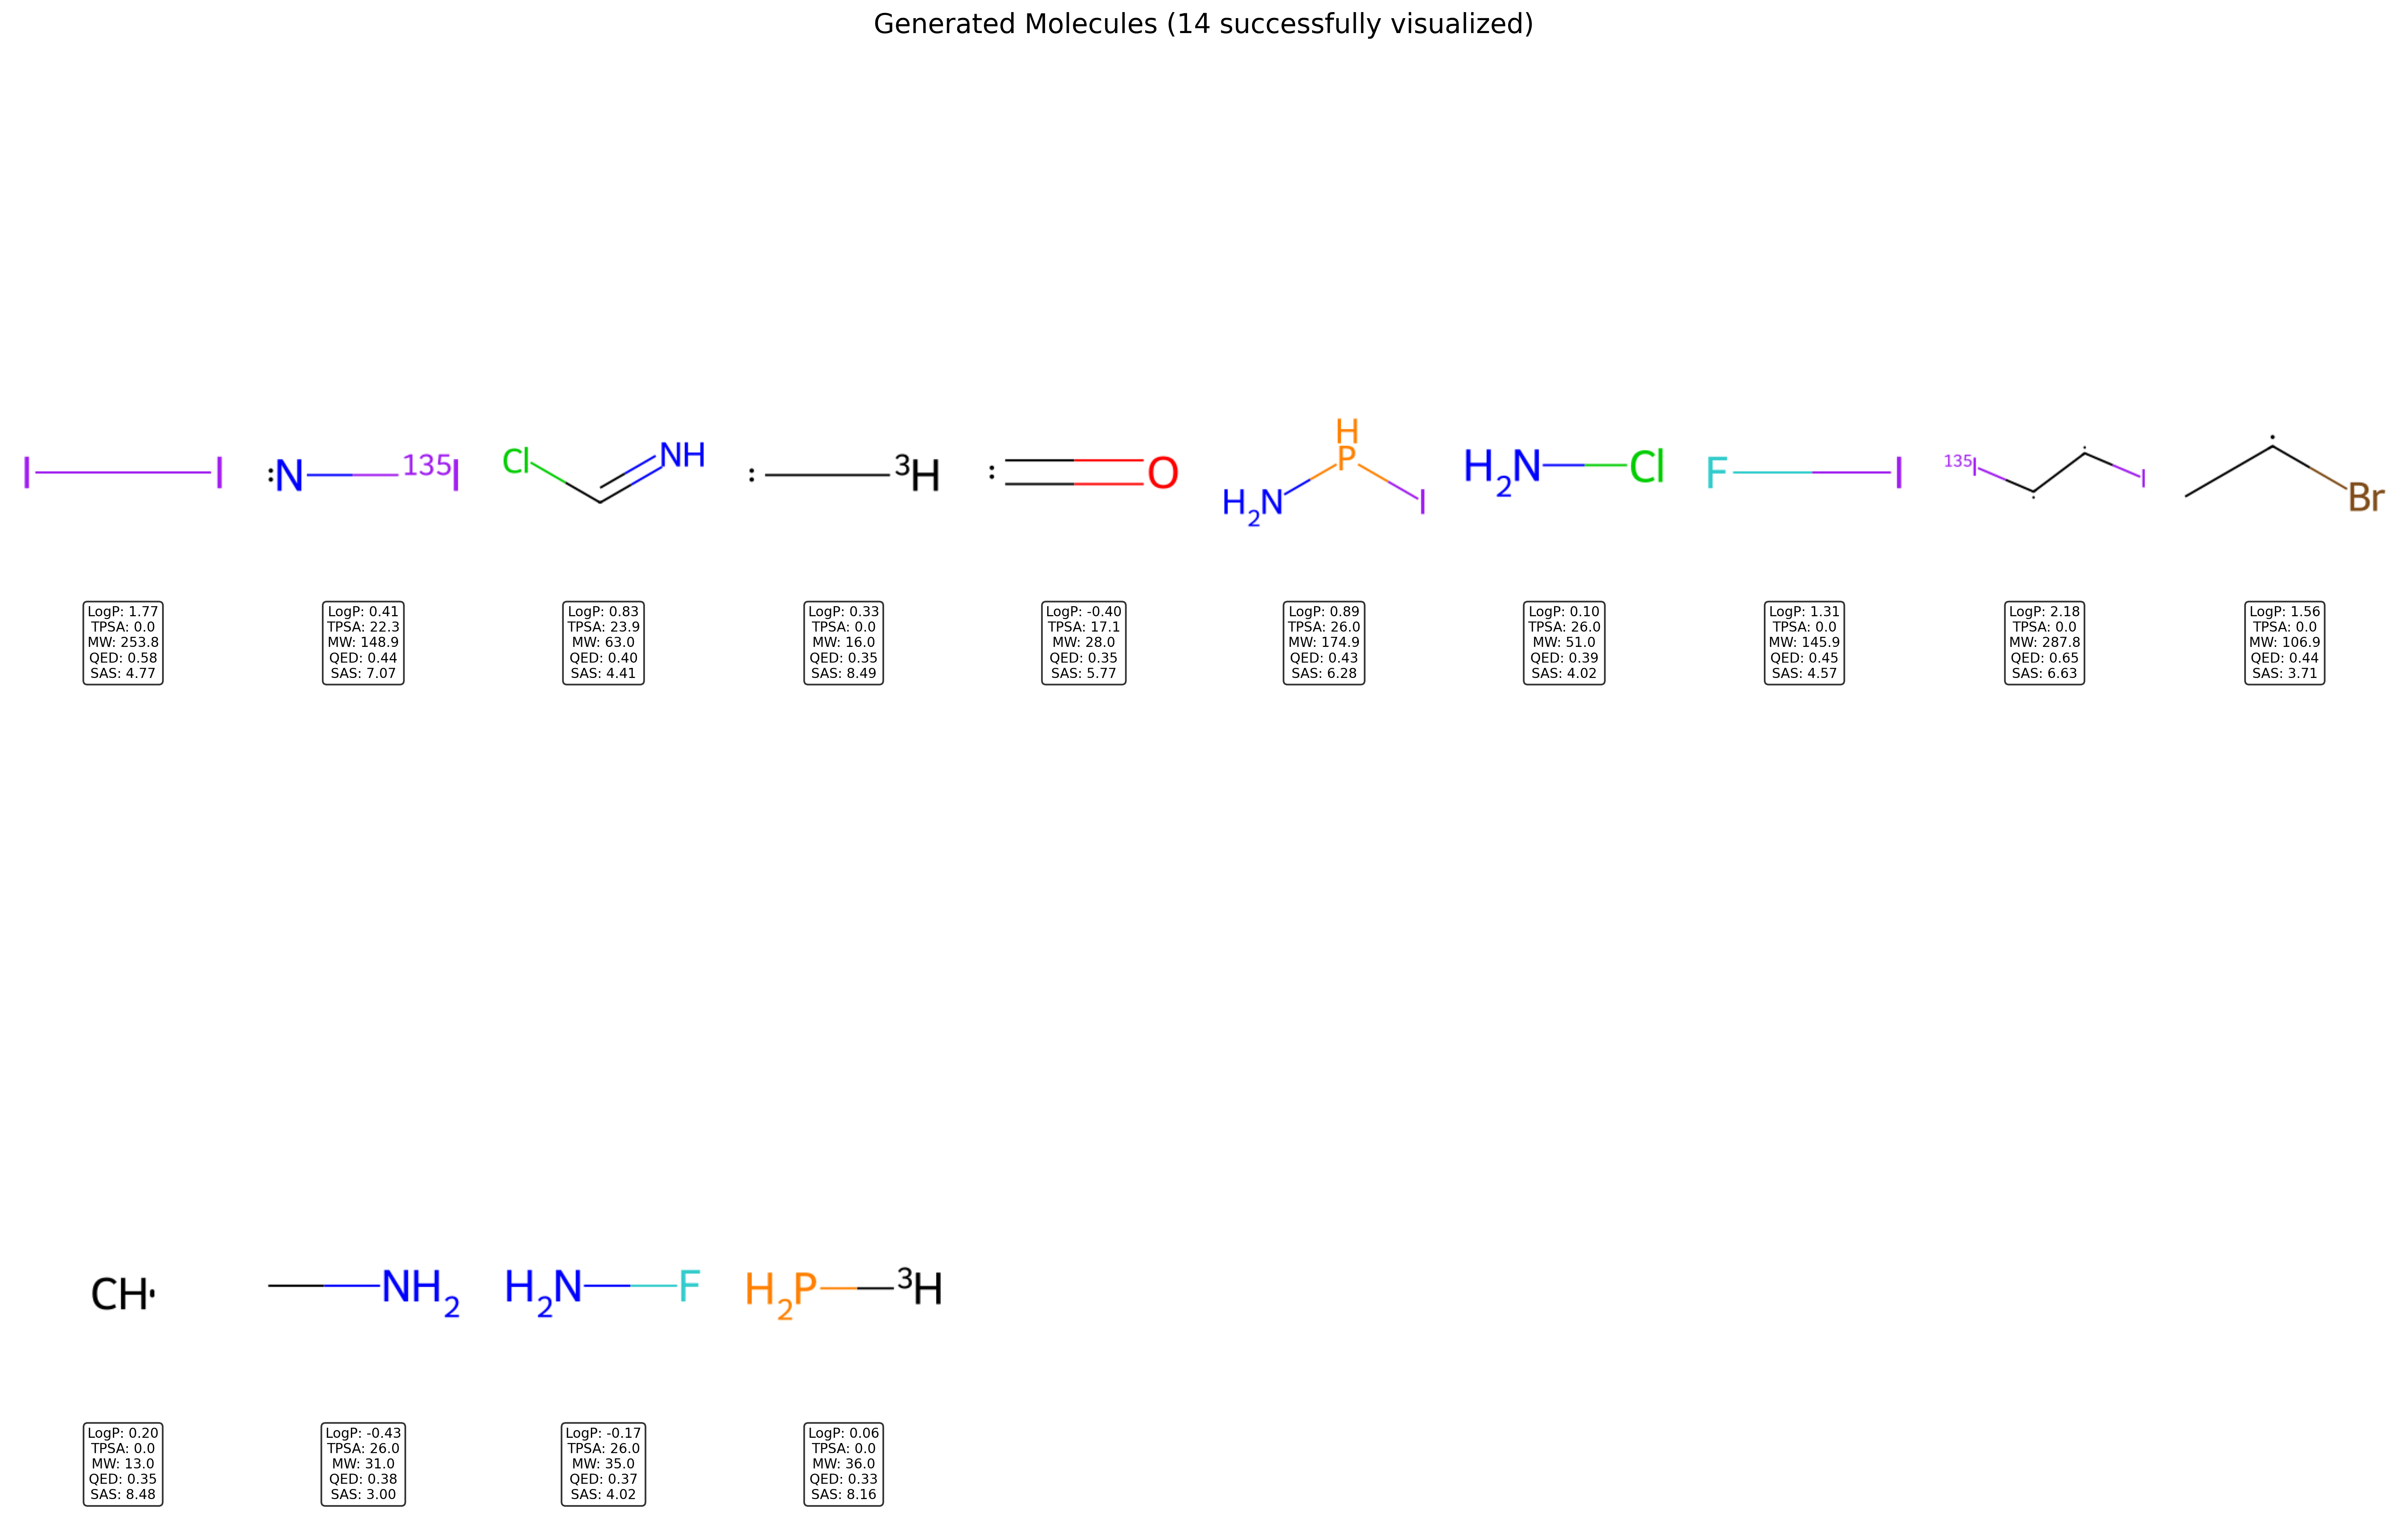 Generated Molecules (14 successfully visualized)
I I
:N 135I
Cl NH
: 3H
: O
H P H2N I
H2N Cl
F I
135I I
Br
LogP: 1.77
TPSA: 0.0
MW: 253.8
QED: 0.58
SAS: 4.77
LogP: 0.41
TPSA: 22.3
MW: 148.9
QED: 0.44
SAS: 7.07
LogP: 0.83
TPSA: 23.9
MW: 63.0
QED: 0.40
SAS: 4.41
LogP: 0.33
TPSA: 0.0
MW: 16.0
QED: 0.35
SAS: 8.49
LogP: -0.40
TPSA: 17.1
MW: 28.0
QED: 0.35
SAS: 5.77
LogP: 0.89
TPSA: 26.0
MW: 174.9
QED: 0.43
SAS: 6.28
LogP: 0.10
TPSA: 26.0
MW: 51.0
QED: 0.39
SAS: 4.02
LogP: 1.31
TPSA: 0.0
MW: 145.9
QED: 0.45
SAS: 4.57
LogP: 2.18
TPSA: 0.0
MW: 287.8
QED: 0.65
SAS: 6.63
LogP: 1.56
TPSA: 0.0
MW: 106.9
QED: 0.44
SAS: 3.71
CH·
NH2
H2N F
H2P 3H
LogP: 0.20
TPSA: 0.0
MW: 13.0
QED: 0.35
SAS: 8.48
LogP: -0.43
TPSA: 26.0
MW: 31.0
QED: 0.38
SAS: 3.00
LogP: -0.17
TPSA: 26.0
MW: 35.0
QED: 0.37
SAS: 4.02
LogP: 0.06
TPSA: 0.0
MW: 36.0
QED: 0.33
SAS: 8.16